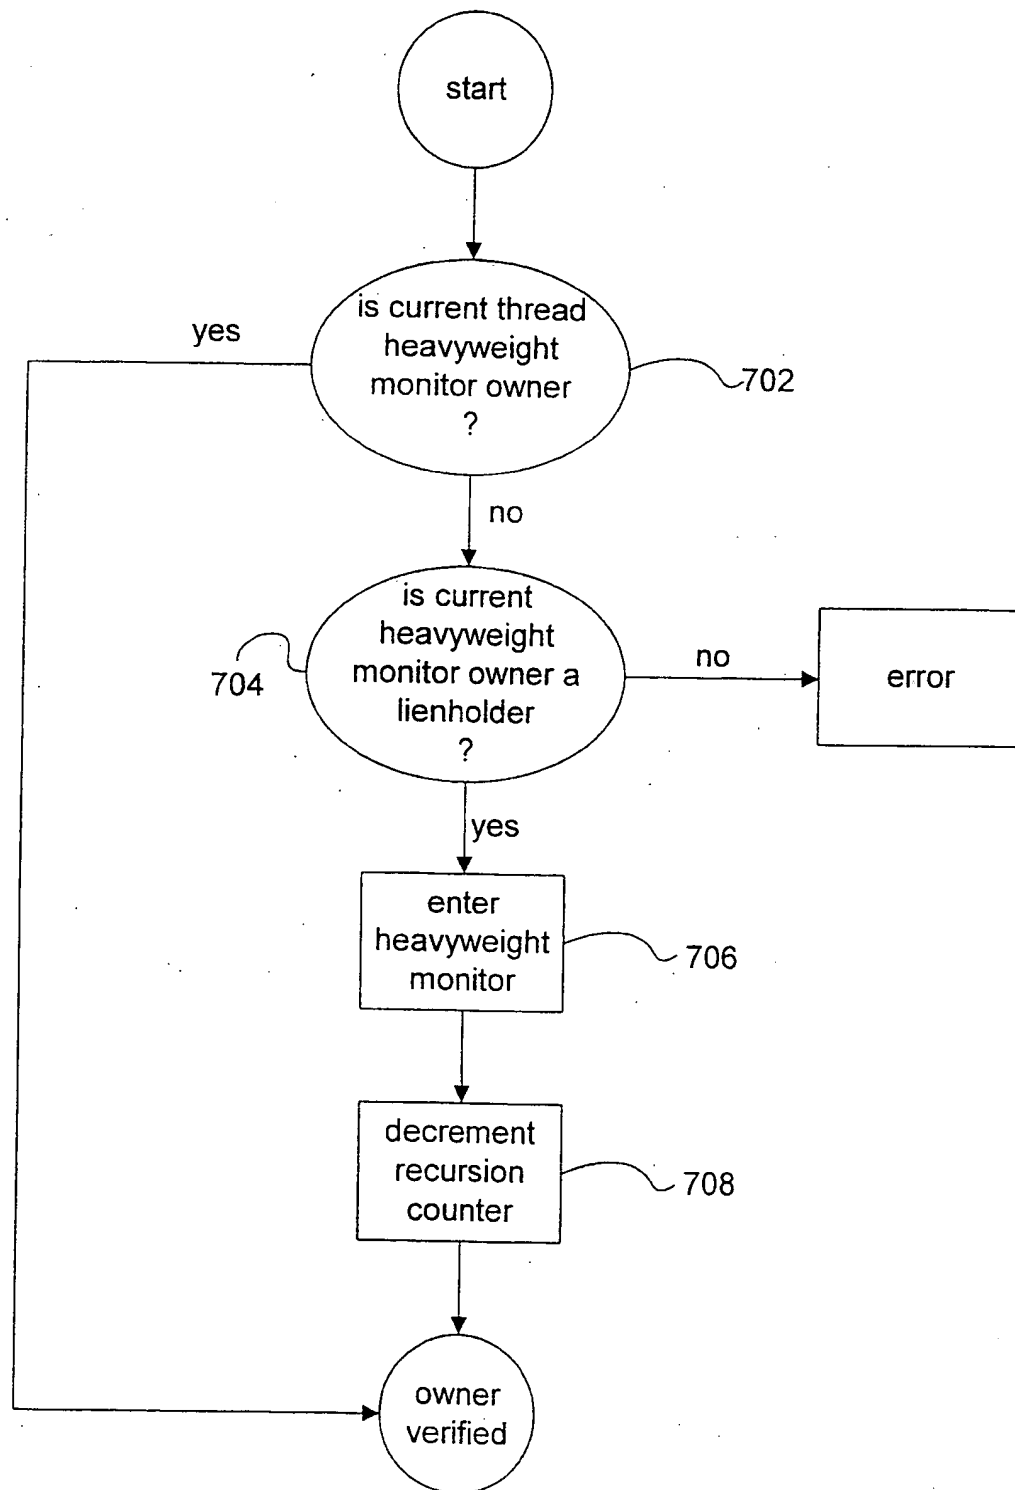 start
is current thread
heavyweight
monitor owner
?
yes
702
no
is current
heavyweight
monitor owner a
lienholder
?
704
no
error
yes
enter
heavyweight
monitor
706
decrement
recursion
counter
708
owner
verified